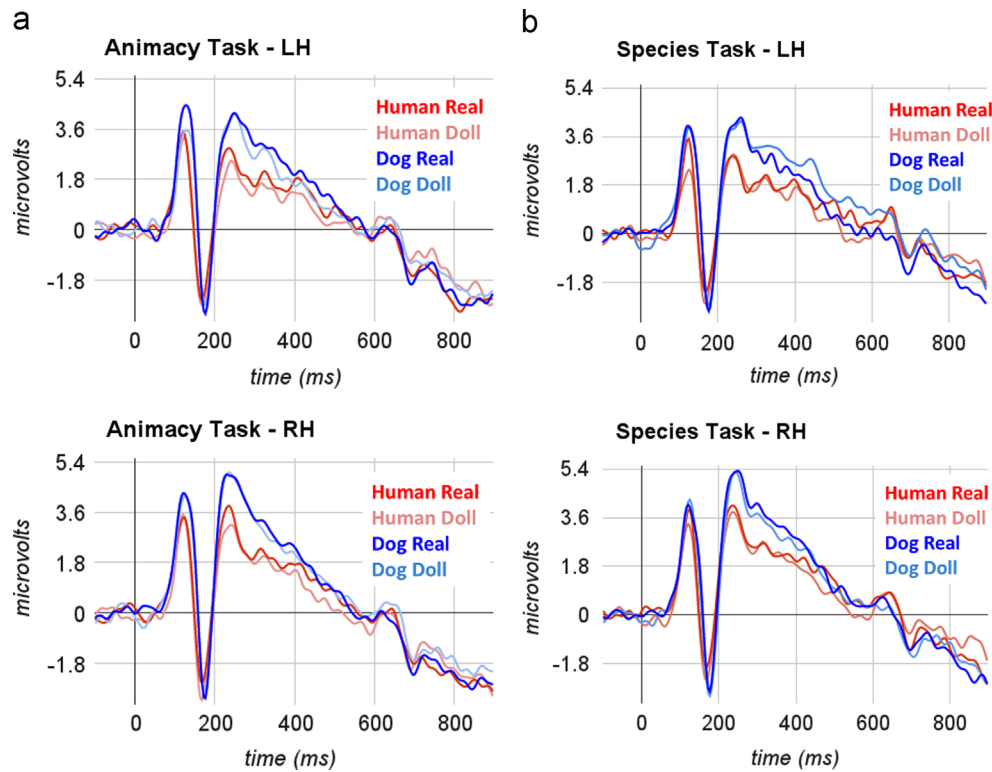 a
Animacy Task - LH
5.4
3.6
1.8
0
-1.8
microvolts
Human Real
Human Doll
Dog Real
Dog Doll
0 200 400 600 800
time (ms)
b
Species Task - LH
5.4
3.6
1.8
0
-1.8
microvolts
Human Real
Human Doll
Dog Real
Dog Doll
0 200 400 600 800
time (ms)
Animacy Task - RH
5.4
3.6
1.8
0
-1.8
microvolts
Human Real
Human Doll
Dog Real
Dog Doll
0 200 400 600 800
time (ms)
Species Task - RH
5.4
3.6
1.8
0
-1.8
microvolts
Human Real
Human Doll
Dog Real
Dog Doll
0 200 400 600 800
time (ms)